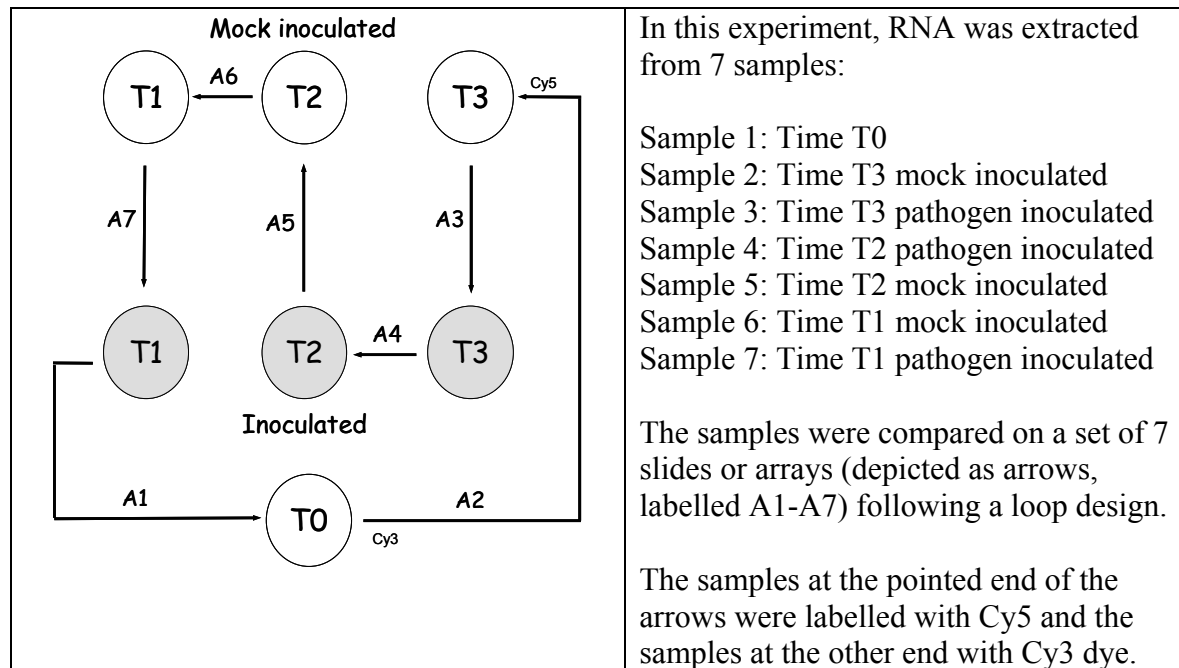 Mock inoculated
A6
Cy5
T1
T2
T3
A7
A5
A3
A4
T1
T2
T3
Inoculated
A1
A2
T0
Cy3
In this experiment, RNA was extracted
from 7 samples:
Sample 1: Time T0
Sample 2: Time T3 mock inoculated
Sample 3: Time T3 pathogen inoculated
Sample 4: Time T2 pathogen inoculated
Sample 5: Time T2 mock inoculated
Sample 6: Time T1 mock inoculated
Sample 7: Time T1 pathogen inoculated
The samples were compared on a set of 7
slides or arrays (depicted as arrows,
labelled A1-A7) following a loop design.
The samples at the pointed end of the
arrows were labelled with Cy5 and the
samples at the other end with Cy3 dye.